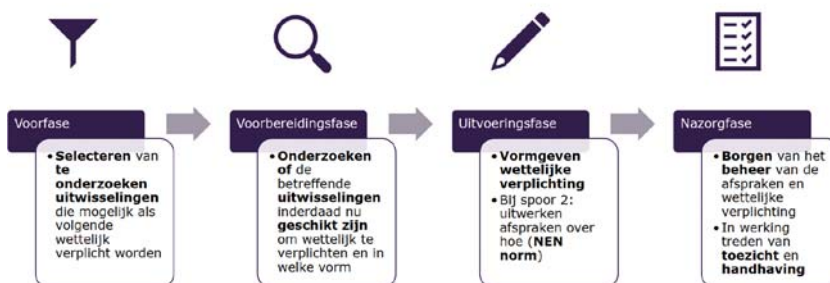 Voorfase
• Selecteren van
te
onderzoeken
uitwisselingen
die mogelijk als
volgende
wettelijk
verplicht worden
Voorbereidingsfase
• Onderzoeken
of de
betreffende
uitwisselingen
inderdaad nu
geschikt zijn
om wettelijk te
verplichten en in
welke vorm
Uitvoeringsfase
• Vormgeven
wettelijke
verplichting
• Bij spoor 2:
uitwerken
afspraken over
hoe (NEN
norm)
Nazorgfase
• Borgen van het
beheer van de
afspraken en
wettelijke
verplichting
• In werking
treden van
toezicht en
handhaving